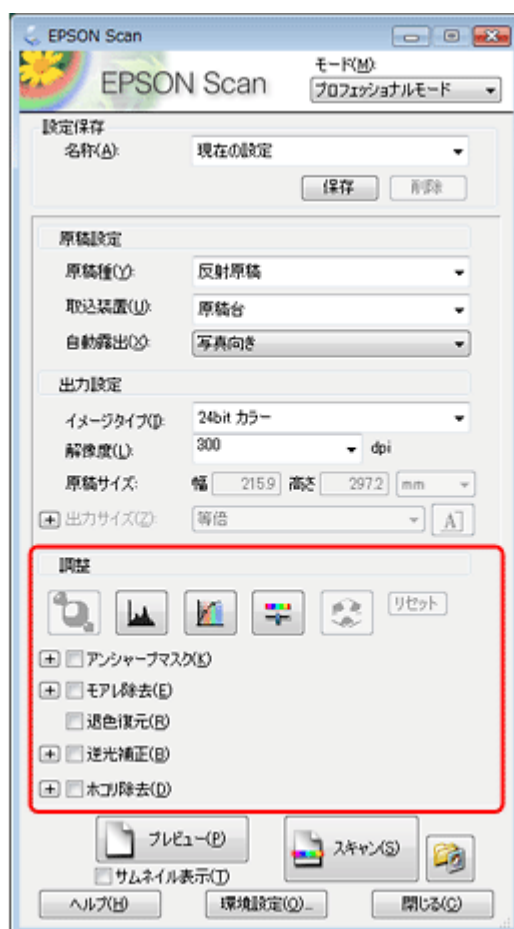 EPSON Scan
EPSON Scan
モード(M):
プロフェッショナルモード
設定保存
名称(A):
現在の設定
保存
削除
原稿設定
原稿種(Y):
反射原稿
取込装置(U):
原稿台
自動露出(X):
写真向き
出力設定
イメージタイプ(I):
24bit カラー
解像度(L):
300
dpi
原稿サイズ:
幅 215.9 高さ 297.2 mm
出力サイズ(Z):
等倍
A
調整
リセット
アンシャープマスク(K)
モアレ除去(E)
退色復元(R)
逆光補正(B)
ホコリ除去(D)
プレビュー(P)
スキャン(S)
サムネイル表示(T)
ヘルプ(H)
環境設定(O)...
閉じる(C)